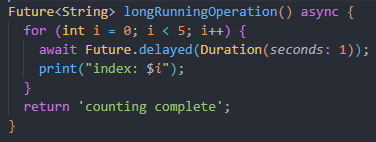 Future<String> longRunningOperation() async {
  for (int i = 0; i < 5; i++) {
    await Future.delayed(Duration(seconds: 1));
    print("index: $i");
  }
  return 'counting complete';
}